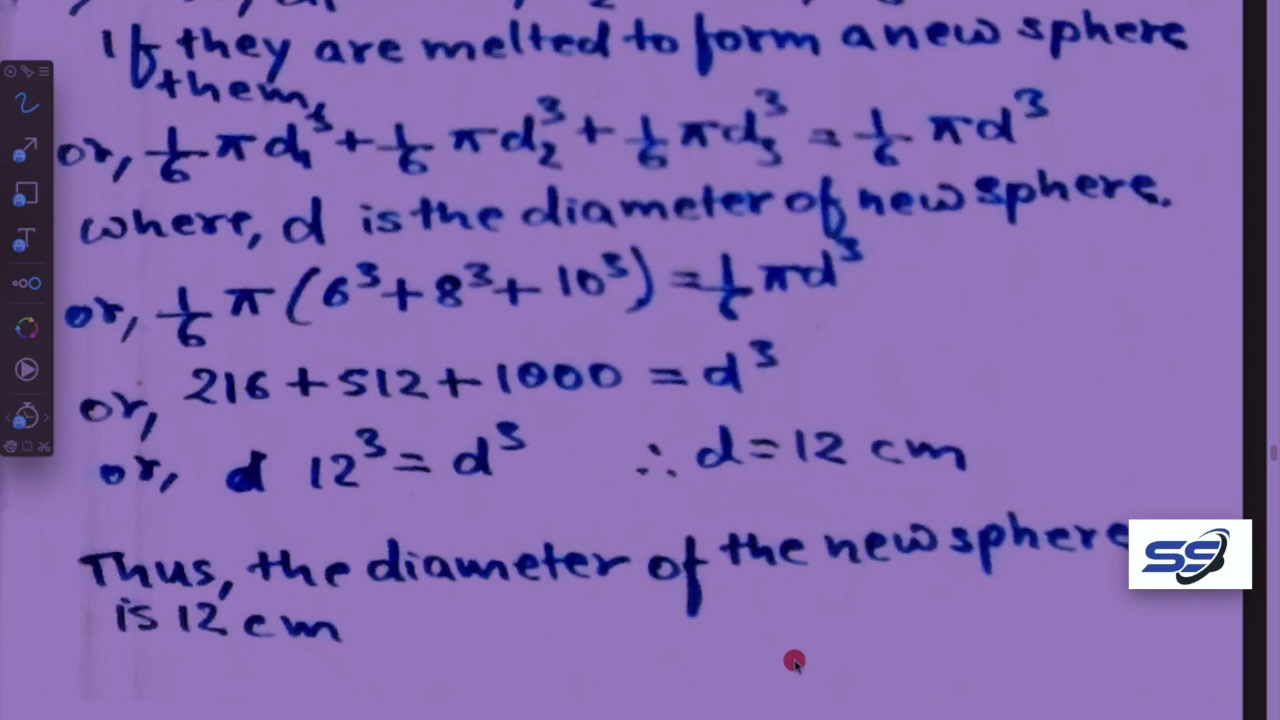 If they are melted to form a new sphere
them,
or, 1/6 πd₁³ + 1/6 πd₂³ + 1/6 πd₃³ = 1/6 πd³
where, d is the diameter of new sphere.
or, 1/6 π(6³+8³+10³) = 1/6 πd³
or, 216+512+1000 = d³
or, d 12³ = d³ ∴ d=12 cm
Thus, the diameter of the new sphere
is 12 cm
SS